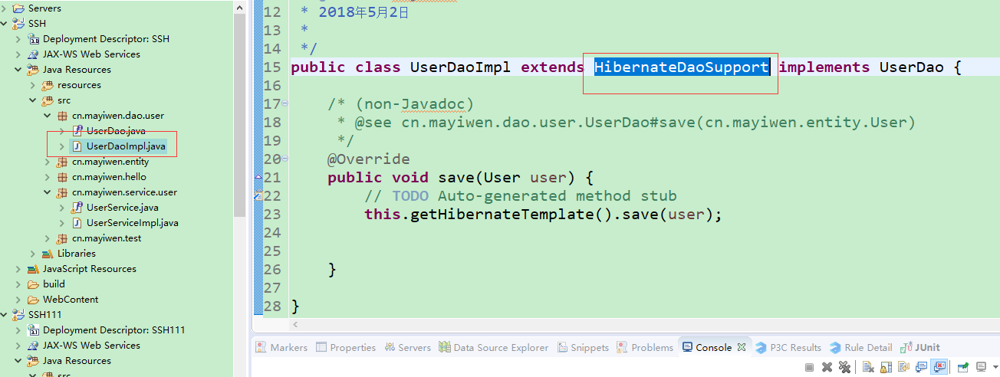 Servers
SSH
Deployment Descriptor: SSH
JAX-WS Web Services
Java Resources
resources
src
cn.mayiwen.dao.user
UserDao.java
UserDaoImpl.java
cn.mayiwen.entity
cn.mayiwen.hello
cn.mayiwen.service.user
UserService.java
UserServiceImpl.java
cn.mayiwen.test
Libraries
JavaScript Resources
build
WebContent
SSH111
Deployment Descriptor: SSH111
JAX-WS Web Services
Java Resources
src
12 * 2018年5月2日
13 *
14 */
15 public class UserDaoImpl extends HibernateDaoSupport implements UserDao {
16
17 /* (non-Javadoc)
18 * @see cn.mayiwen.dao.user.UserDao#save(cn.mayiwen.entity.User)
19 */
20 @Override
21 public void save(User user) {
22 // TODO Auto-generated method stub
23 this.getHibernateTemplate().save(user);
24
25
26 }
27
28 }
Markers Properties Servers Data Source Explorer Snippets Problems Console P3C Results Rule Detail JUnit